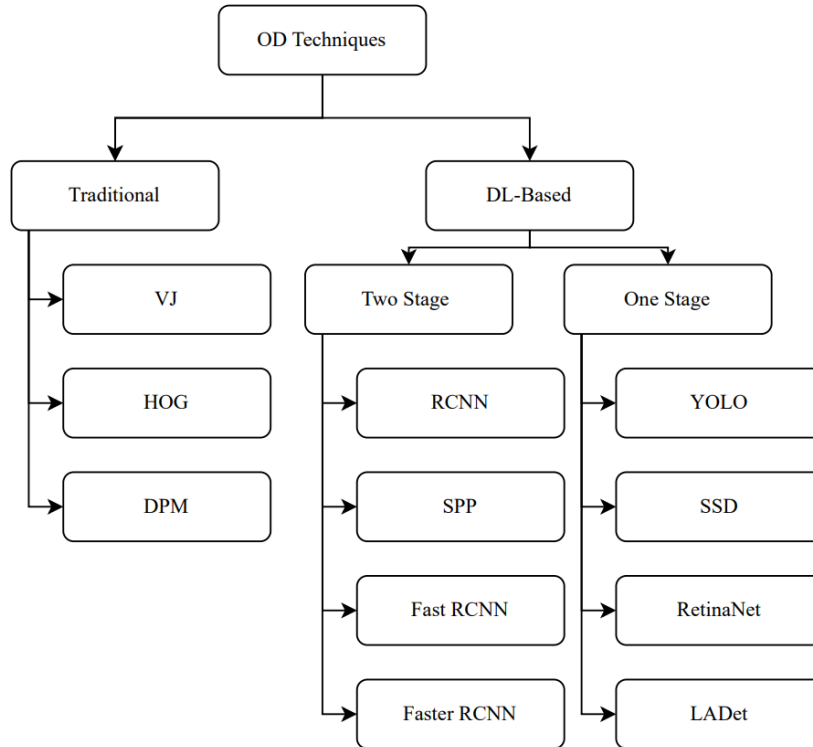 OD Techniques
Traditional
DL-Based
VJ
Two Stage
One Stage
HOG
RCNN
YOLO
DPM
SPP
SSD
Fast RCNN
RetinaNet
Faster RCNN
LADet